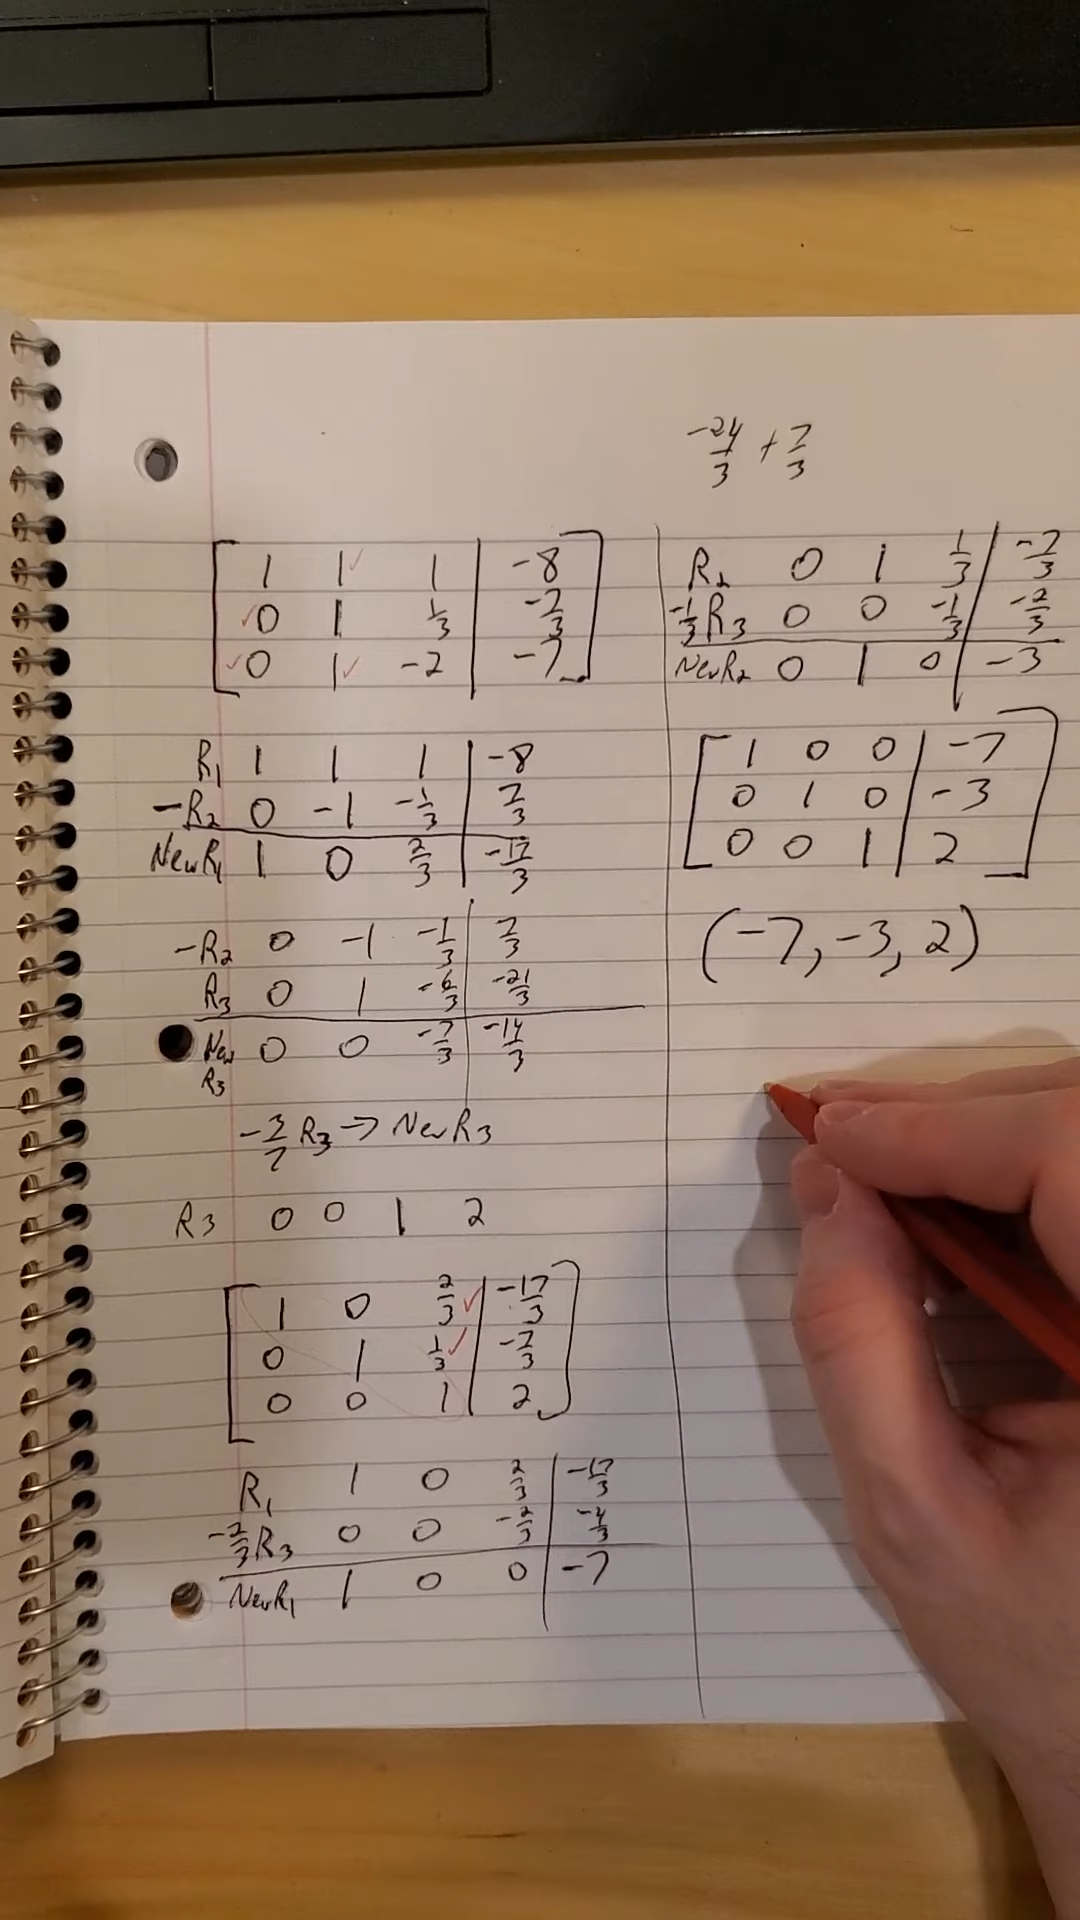 -24/3 + 7/3
1 1 1 | -8
0 1 1/3 | -7/3
0 1 -2 | -7
R1 1 1 1 | -8
-R2 0 -1 -1/3 | 7/3
New R1 1 0 2/3 | -17/3
-R2 0 -1 -1/3 | 7/3
R3 0 1 -6/3 | -21/3
New R3 0 0 -7/3 | -14/3
-3/7 R3 → New R3
R3 0 0 1 2
1 0 2/3 | -17/3
0 1 1/3 | -7/3
0 0 1 | 2
R1 1 0 2/3 | -17/3
-2/3 R3 0 0 -2/3 | -4/3
New R1 1 0 0 | -7
R2 0 1 1/3 | -7/3
-1/3 R3 0 0 -1/3 | -2/3
New R2 0 1 0 | -3
1 0 0 | -7
0 1 0 | -3
0 0 1 | 2
(-7, -3, 2)